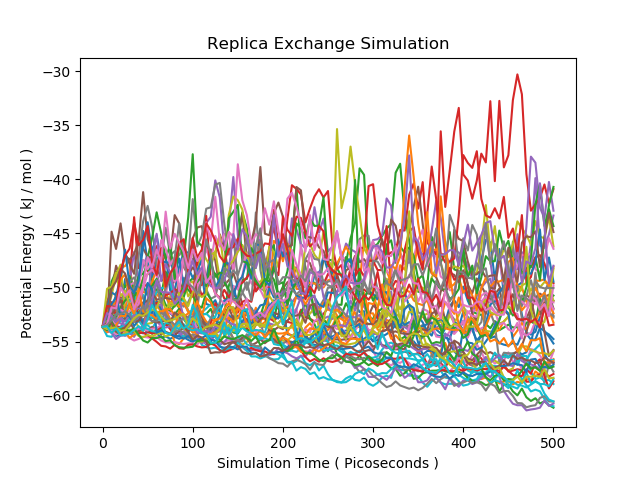 Replica Exchange Simulation
Potential Energy ( kJ / mol )
−30
−35
−40
−45
−50
−55
−60
0 100 200 300 400 500
Simulation Time ( Picoseconds )